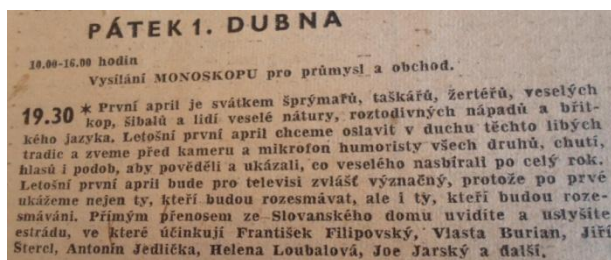 PÁTEK 1. DUBNA
10.00-16.00 hodin
Vysílání MONOSKOPU pro průmysl a obchod.
19.30 * První april je svátkem šprýmařů, taškářů, žertéřů, veselých
kop, šibalů a lidí veselé nátury, roztodivných nápadů a břit-
kého jazyka. Letošní první april chceme oslavit v duchu těchto libých
tradic a zveme před kameru a mikrofon humoristy všech druhů, chutí,
hlasů i podob, aby pověděli a ukázali, co veselého nasbírali po celý rok.
Letošní první april bude pro televisi zvlášť význačný, protože po prvé
ukážeme nejen ty, kteří budou rozesmávat, ale i ty, kteří budou roze-
smáváni. Přímým přenosem ze Slovanského domu uvidíte a uslyšíte
estrádu, ve které účinkují František Filipovský, Vlasta Burian, Jiří
Štercl, Antonín Jedlička, Helena Loubalová, Joe Jarský a další.